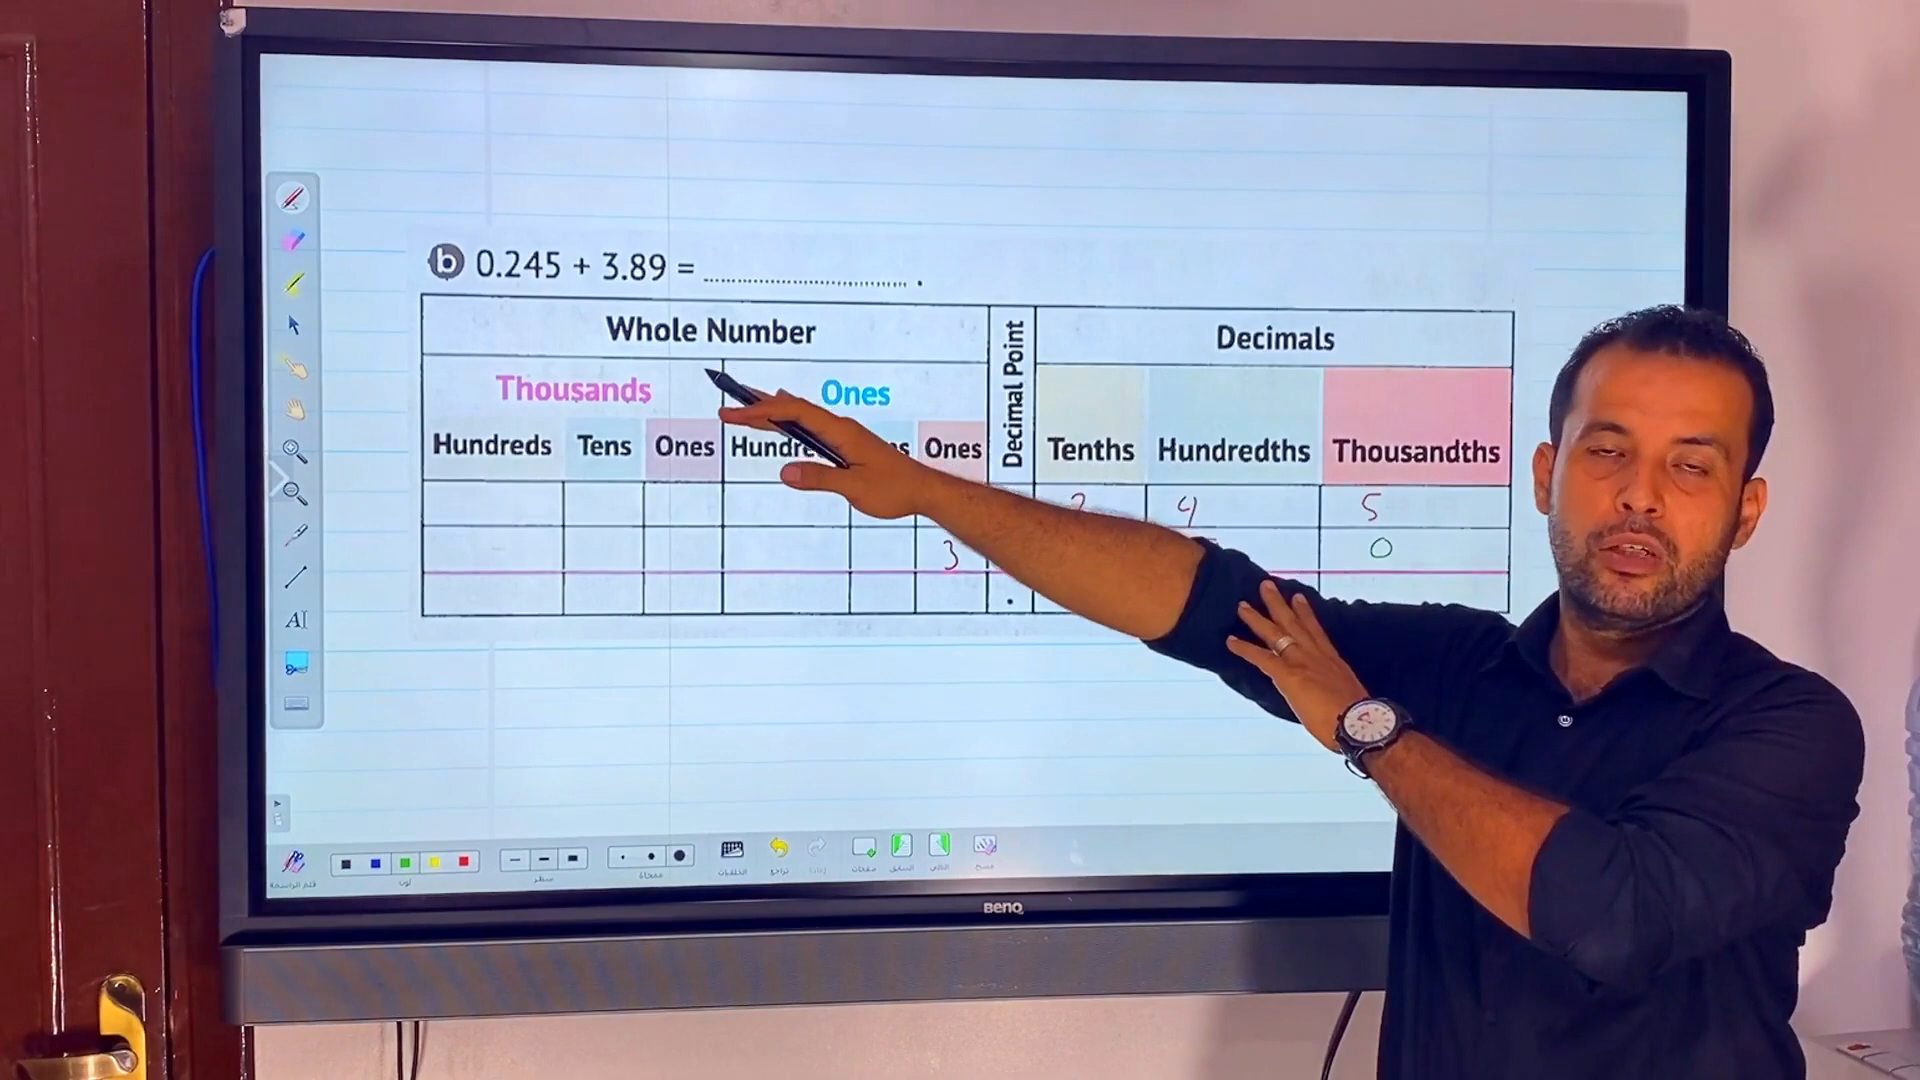 b 0.245 + 3.89 = .
Whole Number Decimal Point Decimals
Thousands Ones
Hundreds Tens Ones Ones Tenths Hundredths Thousandths
4 5
3 0
.
AI
BenQ